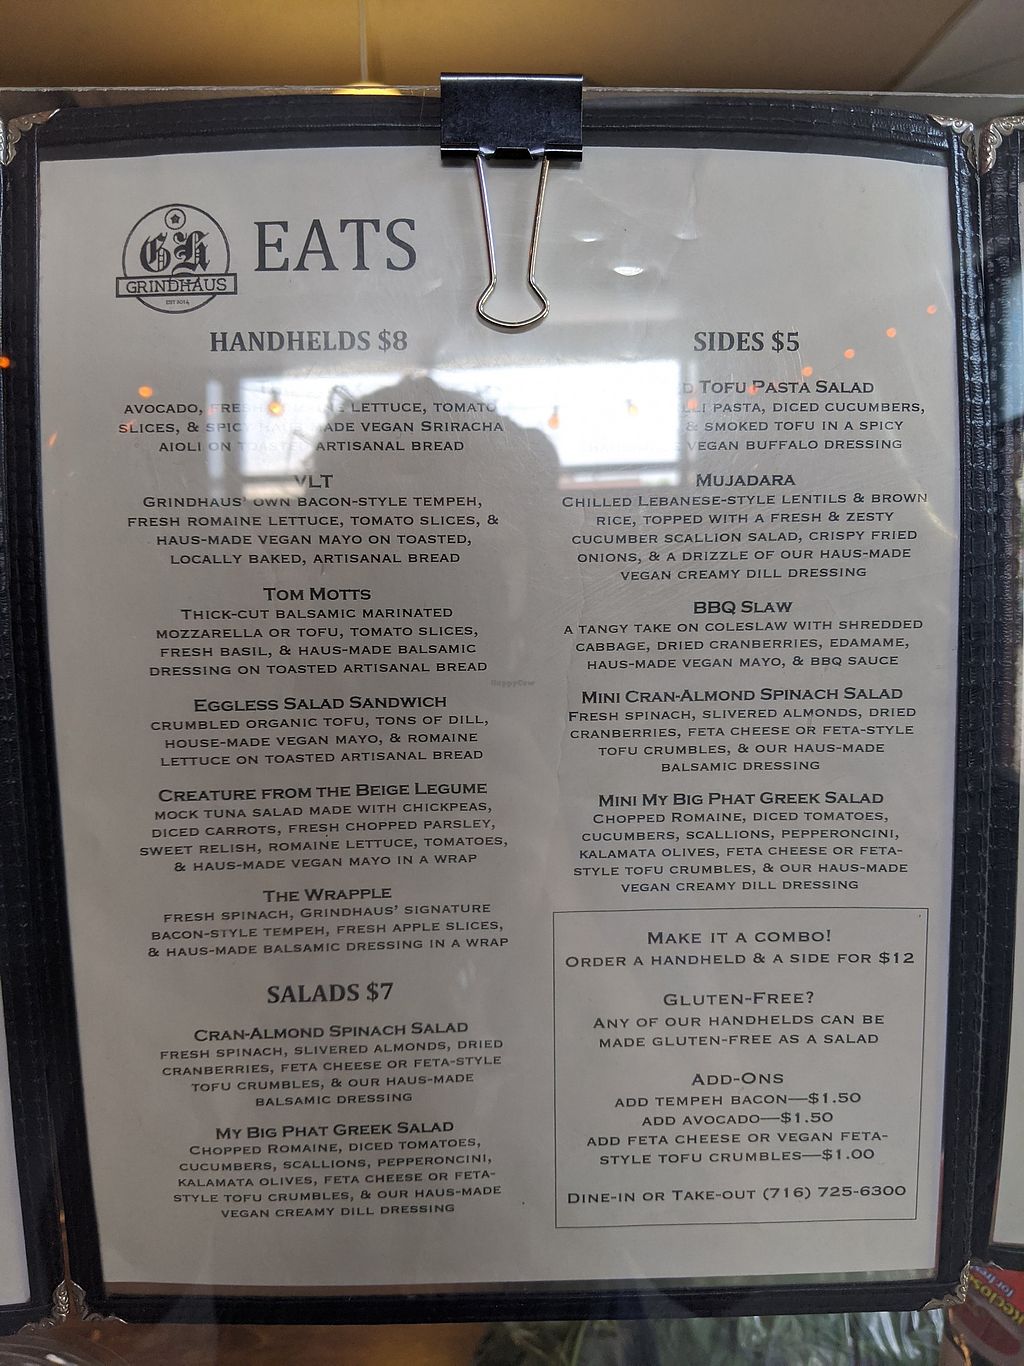 GH
GRINDHAUS
EST 2014
EATS
HANDHELDS $8
AVOCADO, FRESH LETTUCE, TOMATO
SLICES, & SPICY HAUS-MADE VEGAN SRIRACHA
AIOLI ON TOASTED ARTISANAL BREAD
VLT
GRINDHAUS' OWN BACON-STYLE TEMPEH,
FRESH ROMAINE LETTUCE, TOMATO SLICES, &
HAUS-MADE VEGAN MAYO ON TOASTED,
LOCALLY BAKED, ARTISANAL BREAD
TOM MOTTS
THICK-CUT BALSAMIC MARINATED
MOZZARELLA OR TOFU, TOMATO SLICES,
FRESH BASIL, & HAUS-MADE BALSAMIC
DRESSING ON TOASTED ARTISANAL BREAD
EGGLESS SALAD SANDWICH
CRUMBLED ORGANIC TOFU, TONS OF DILL,
HOUSE-MADE VEGAN MAYO, & ROMAINE
LETTUCE ON TOASTED ARTISANAL BREAD
CREATURE FROM THE BEIGE LEGUME
MOCK TUNA SALAD MADE WITH CHICKPEAS,
DICED CARROTS, FRESH CHOPPED PARSLEY,
SWEET RELISH, ROMAINE LETTUCE, TOMATOES,
& HAUS-MADE VEGAN MAYO IN A WRAP
THE WRAPPLE
FRESH SPINACH, GRINDHAUS' SIGNATURE
BACON-STYLE TEMPEH, FRESH APPLE SLICES,
& HAUS-MADE BALSAMIC DRESSING IN A WRAP
SALADS $7
CRAN-ALMOND SPINACH SALAD
FRESH SPINACH, SLIVERED ALMONDS, DRIED
CRANBERRIES, FETA CHEESE OR FETA-STYLE
TOFU CRUMBLES, & OUR HAUS-MADE
BALSAMIC DRESSING
MY BIG PHAT GREEK SALAD
CHOPPED ROMAINE, DICED TOMATOES,
CUCUMBERS, SCALLIONS, PEPPERONCINI,
KALAMATA OLIVES, FETA CHEESE OR FETA-
STYLE TOFU CRUMBLES, & OUR HAUS-MADE
VEGAN CREAMY DILL DRESSING
SIDES $5
TOFU PASTA SALAD
PASTA, DICED CUCUMBERS,
& SMOKED TOFU IN A SPICY
VEGAN BUFFALO DRESSING
MUJADARA
CHILLED LEBANESE-STYLE LENTILS & BROWN
RICE, TOPPED WITH A FRESH & ZESTY
CUCUMBER SCALLION SALAD, CRISPY FRIED
ONIONS, & A DRIZZLE OF OUR HAUS-MADE
VEGAN CREAMY DILL DRESSING
BBQ SLAW
A TANGY TAKE ON COLESLAW WITH SHREDDED
CABBAGE, DRIED CRANBERRIES, EDAMAME,
HAUS-MADE VEGAN MAYO, & BBQ SAUCE
MINI CRAN-ALMOND SPINACH SALAD
FRESH SPINACH, SLIVERED ALMONDS, DRIED
CRANBERRIES, FETA CHEESE OR FETA-STYLE
TOFU CRUMBLES, & OUR HAUS-MADE
BALSAMIC DRESSING
MINI MY BIG PHAT GREEK SALAD
CHOPPED ROMAINE, DICED TOMATOES,
CUCUMBERS, SCALLIONS, PEPPERONCINI,
KALAMATA OLIVES, FETA CHEESE OR FETA-
STYLE TOFU CRUMBLES, & OUR HAUS-MADE
VEGAN CREAMY DILL DRESSING
MAKE IT A COMBO!
ORDER A HANDHELD & A SIDE FOR $12
GLUTEN-FREE?
ANY OF OUR HANDHELDS CAN BE
MADE GLUTEN-FREE AS A SALAD
ADD-ONS
ADD TEMPEH BACON—$1.50
ADD AVOCADO—$1.50
ADD FETA CHEESE OR VEGAN FETA-
STYLE TOFU CRUMBLES—$1.00
DINE-IN OR TAKE-OUT (716) 725-6300
HappyCow